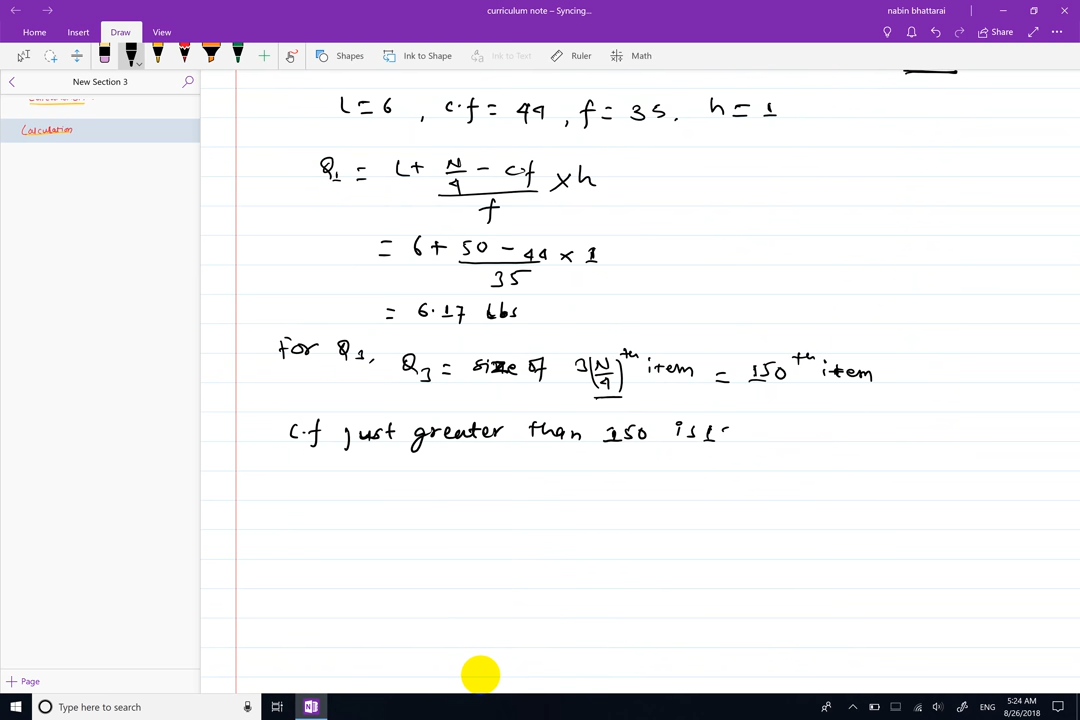 curriculum note – Syncing...
nabin bhattarai
Home Insert Draw View
Share
Shapes Ink to Shape Ink to Text Ruler Math
New Section 3
Calculation
L = 6 , c.f = 44 , f = 35. h = 1
Q1 = L + N/4 - c.f / f × h
= 6 + 50 - 44 / 35 × 1
= 6.17 Lbs
For Q3, Q3 = size of 3(N/4)th item = 150th item
c.f just greater than 150 is
Page
Type here to search
ENG
5:24 AM
8/26/2018